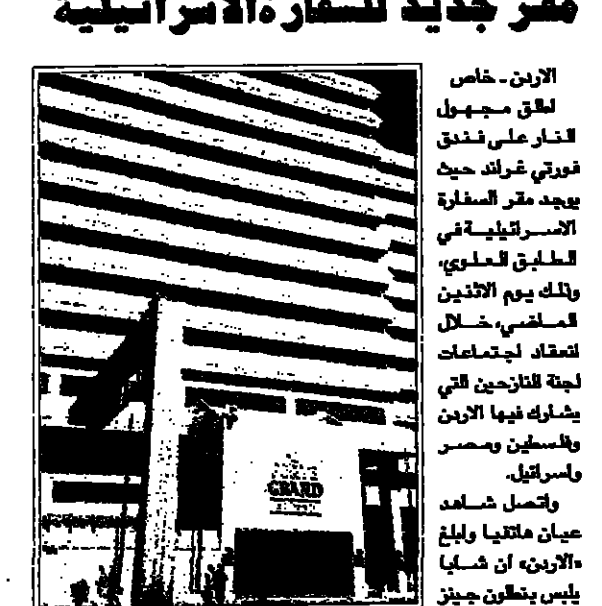 مقر جديد للسفارة الاسرائيلية
الاردن - خاص
اطلق مجهول
النار على فندق
فورتي غراند حيث
يوجد مقر السفارة
الاسرائيلية في
الطابق العلوي،
وذلك يوم الاثنين
الماضي، خلال
انعقاد اجتماعات
لجنة النازحين التي
يشارك فيها الاردن
وفلسطين ومصر
واسرائيل.
واتصل شاهد
عيان هاتفيا وابلغ
«الاردن» ان شابا
يلبس بنطلون جينز
GRAND